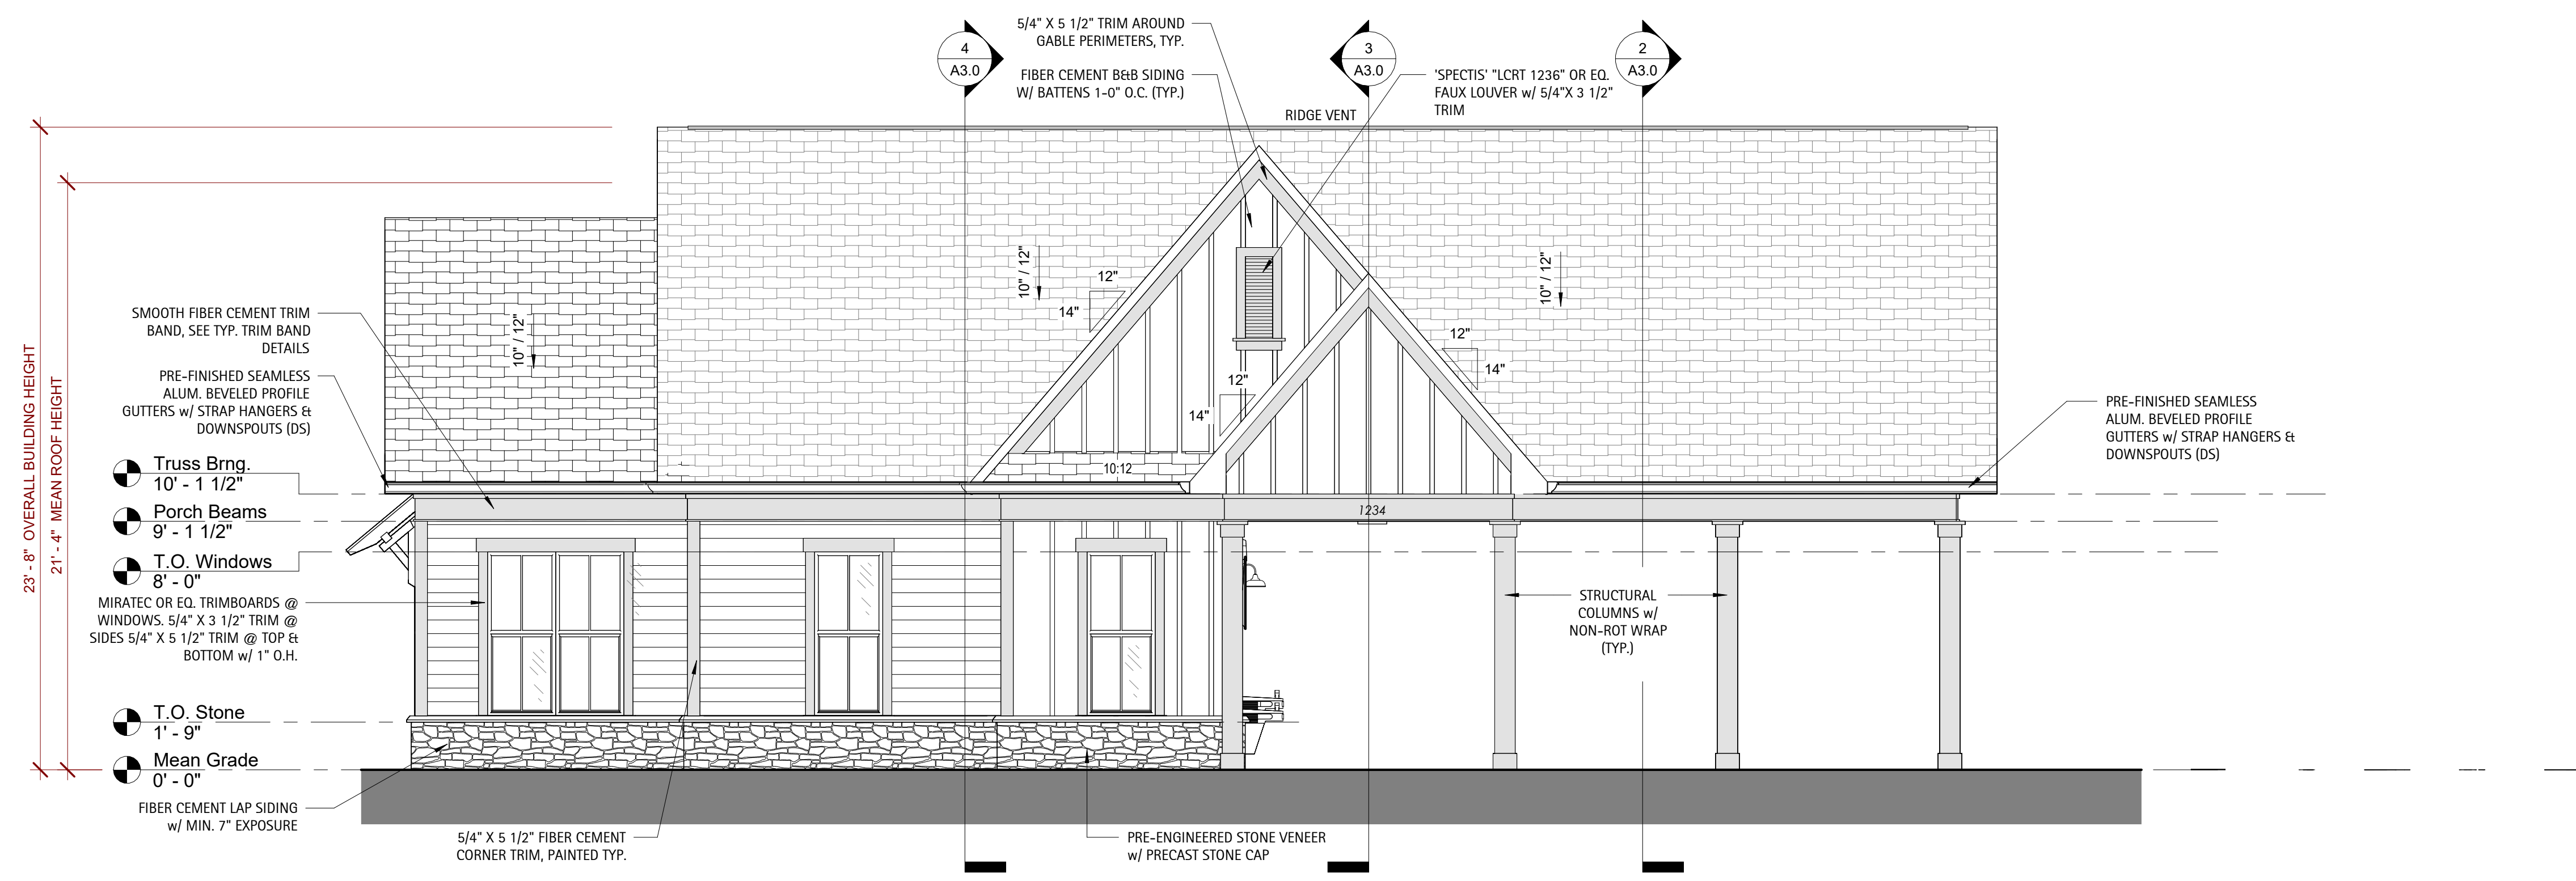 5/4" X 5 1/2" TRIM AROUND
GABLE PERIMETERS, TYP.
4
A3.0
3
A3.0
2
A3.0
FIBER CEMENT B&B SIDING
W/ BATTENS 1-0" O.C. (TYP.)
'SPECTIS' "LCRT 1236" OR EQ.
FAUX LOUVER w/ 5/4"X 3 1/2"
TRIM
RIDGE VENT
10" / 12"
12"
14"
10" / 12"
10" / 12"
12"
14"
12"
14"
10:12
1234
SMOOTH FIBER CEMENT TRIM
BAND, SEE TYP. TRIM BAND
DETAILS
PRE-FINISHED SEAMLESS
ALUM. BEVELED PROFILE
GUTTERS w/ STRAP HANGERS &
DOWNSPOUTS (DS)
PRE-FINISHED SEAMLESS
ALUM. BEVELED PROFILE
GUTTERS w/ STRAP HANGERS &
DOWNSPOUTS (DS)
23' - 8" OVERALL BUILDING HEIGHT
21' - 4" MEAN ROOF HEIGHT
Truss Brng.
10' - 1 1/2"
Porch Beams
9' - 1 1/2"
T.O. Windows
8' - 0"
MIRATEC OR EQ. TRIMBOARDS @
WINDOWS. 5/4" X 3 1/2" TRIM @
SIDES 5/4" X 5 1/2" TRIM @ TOP &
BOTTOM w/ 1" O.H.
STRUCTURAL
COLUMNS w/
NON-ROT WRAP
(TYP.)
T.O. Stone
1' - 9"
Mean Grade
0' - 0"
FIBER CEMENT LAP SIDING
w/ MIN. 7" EXPOSURE
5/4" X 5 1/2" FIBER CEMENT
CORNER TRIM, PAINTED TYP.
PRE-ENGINEERED STONE VENEER
w/ PRECAST STONE CAP